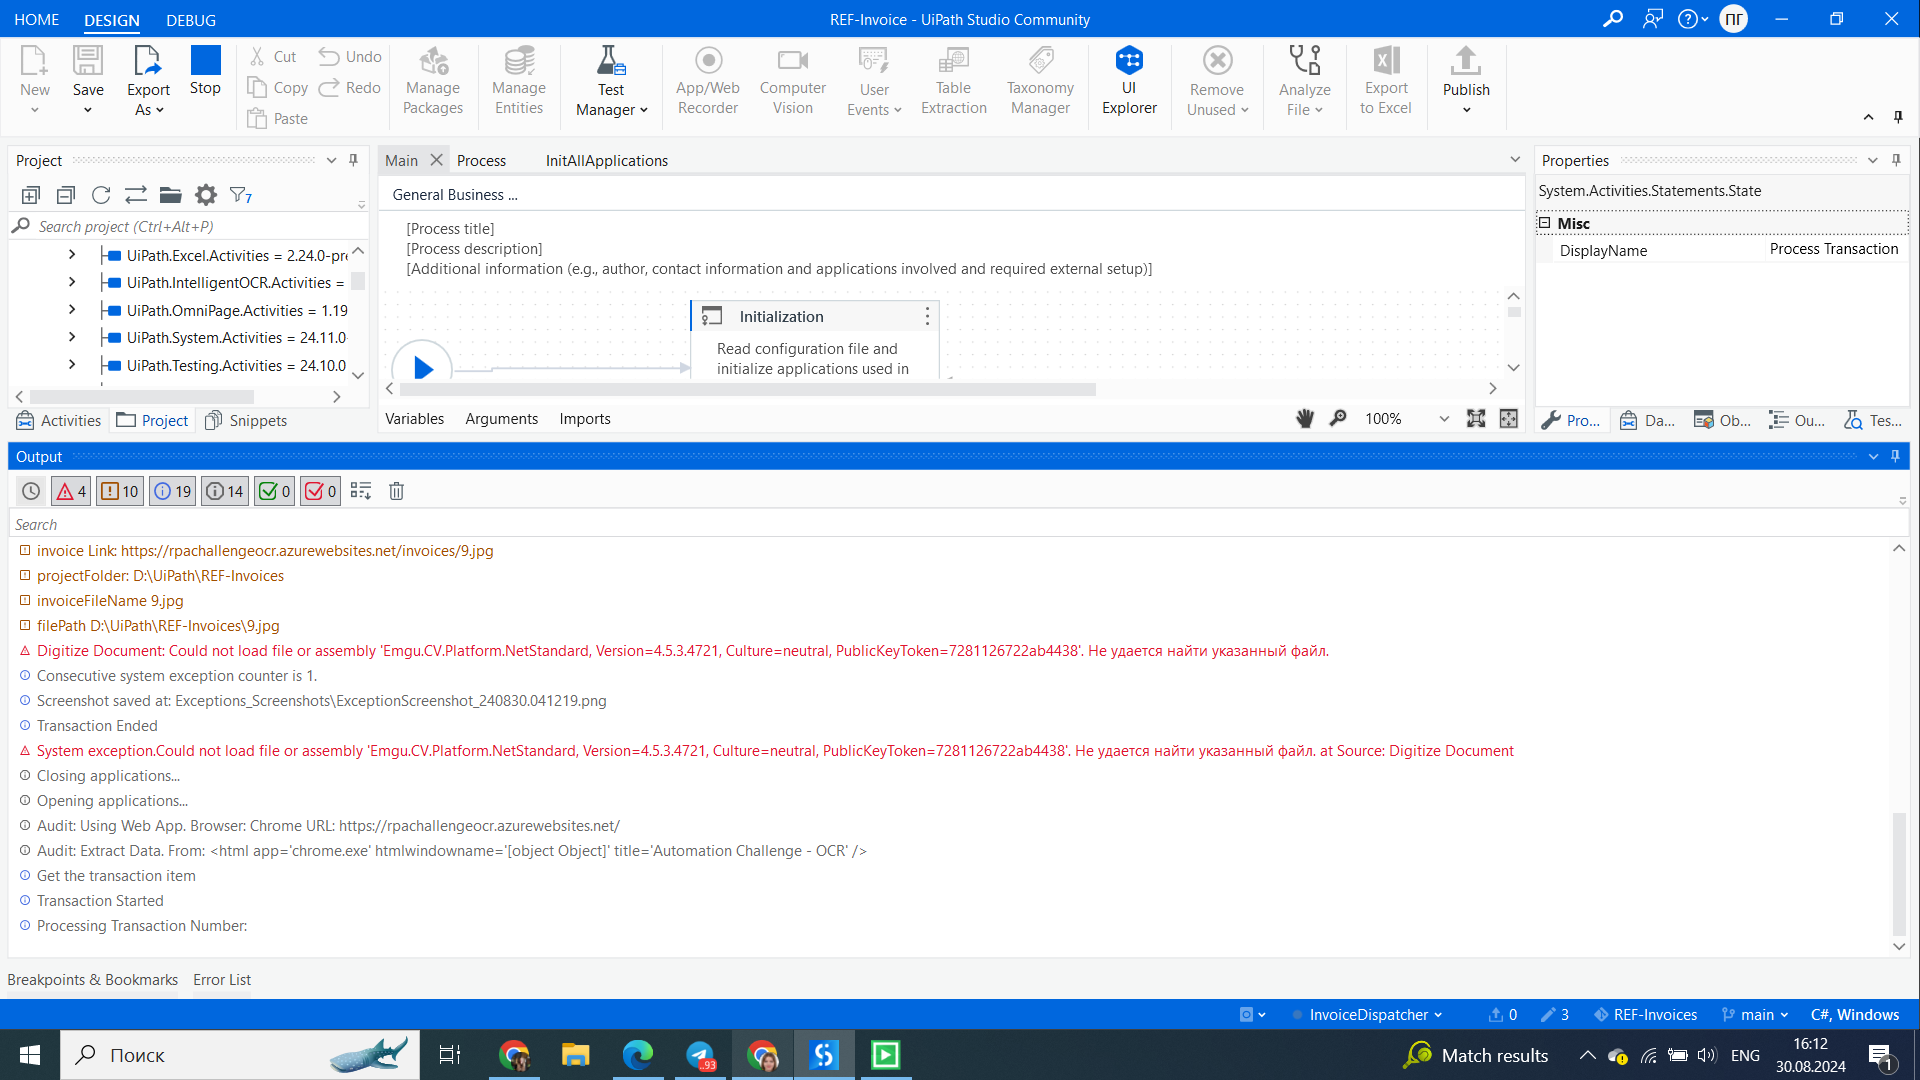 HOME
DESIGN
DEBUG
REF-Invoice - UiPath Studio Community
ПГ
New
Save
Export As
Stop
Cut
Copy
Paste
Undo
Redo
Manage Packages
Manage Entities
Test Manager
App/Web Recorder
Computer Vision
User Events
Table Extraction
Taxonomy Manager
UI Explorer
Remove Unused
Analyze File
Export to Excel
Publish
Project
7
Search project (Ctrl+Alt+P)
UiPath.Excel.Activities = 2.24.0-pre
UiPath.IntelligentOCR.Activities =
UiPath.OmniPage.Activities = 1.19
UiPath.System.Activities = 24.11.0-
UiPath.Testing.Activities = 24.10.0
Activities
Project
Snippets
Main
Process
InitAllApplications
General Business ...
[Process title]
[Process description]
[Additional information (e.g., author, contact information and applications involved and required external setup)]
Initialization
Read configuration file and
initialize applications used in
Variables
Arguments
Imports
100%
Properties
System.Activities.Statements.State
Misc
DisplayName
Process Transaction
Pro...
Da...
Ob...
Ou...
Tes...
Output
4
10
19
14
0
0
Search
invoice Link: https://rpachallengeocr.azurewebsites.net/invoices/9.jpg
projectFolder: D:\UiPath\REF-Invoices
invoiceFileName 9.jpg
filePath D:\UiPath\REF-Invoices\9.jpg
Digitize Document: Could not load file or assembly 'Emgu.CV.Platform.NetStandard, Version=4.5.3.4721, Culture=neutral, PublicKeyToken=7281126722ab4438'. Не удается найти указанный файл.
Consecutive system exception counter is 1.
Screenshot saved at: Exceptions_Screenshots\ExceptionScreenshot_240830.041219.png
Transaction Ended
System exception.Could not load file or assembly 'Emgu.CV.Platform.NetStandard, Version=4.5.3.4721, Culture=neutral, PublicKeyToken=7281126722ab4438'. Не удается найти указанный файл. at Source: Digitize Document
Closing applications...
Opening applications...
Audit: Using Web App. Browser: Chrome URL: https://rpachallengeocr.azurewebsites.net/
Audit: Extract Data. From: <html app='chrome.exe' htmlwindowname='[object Object]' title='Automation Challenge - OCR' />
Get the transaction item
Transaction Started
Processing Transaction Number:
Breakpoints & Bookmarks
Error List
InvoiceDispatcher
0
3
REF-Invoices
main
C#, Windows
Поиск
..93
Match results
ENG
16:12
30.08.2024
1